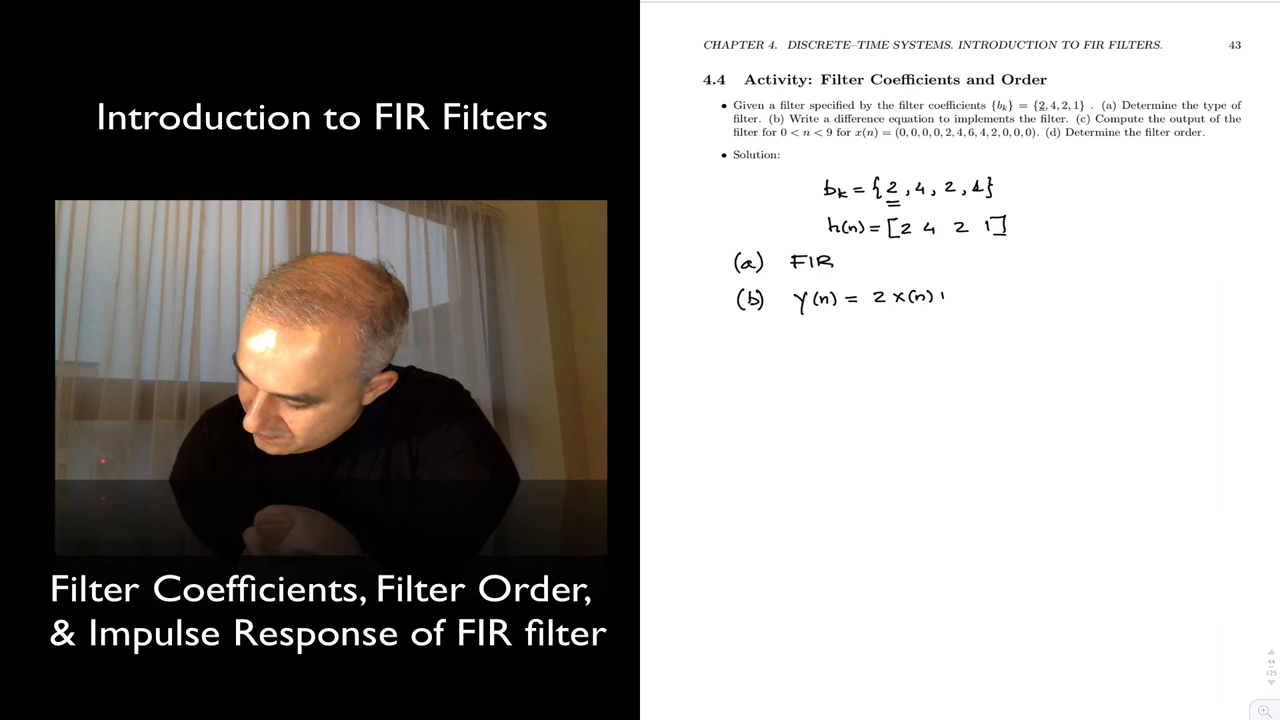 Introduction to FIR Filters
Filter Coefficients, Filter Order,
& Impulse Response of FIR filter
CHAPTER 4. DISCRETE–TIME SYSTEMS. INTRODUCTION TO FIR FILTERS. 43
4.4 Activity: Filter Coefficients and Order
• Given a filter specified by the filter coefficients {bk} = {2, 4, 2, 1} . (a) Determine the type of
filter. (b) Write a difference equation to implements the filter. (c) Compute the output of the
filter for 0 < n < 9 for x(n) = (0, 0, 0, 0, 2, 4, 6, 4, 2, 0, 0, 0). (d) Determine the filter order.
• Solution:
bk = {2, 4, 2, 1}
h(n) = [2 4 2 1]
(a) FIR
(b) y(n) = 2 x(n)
44
125